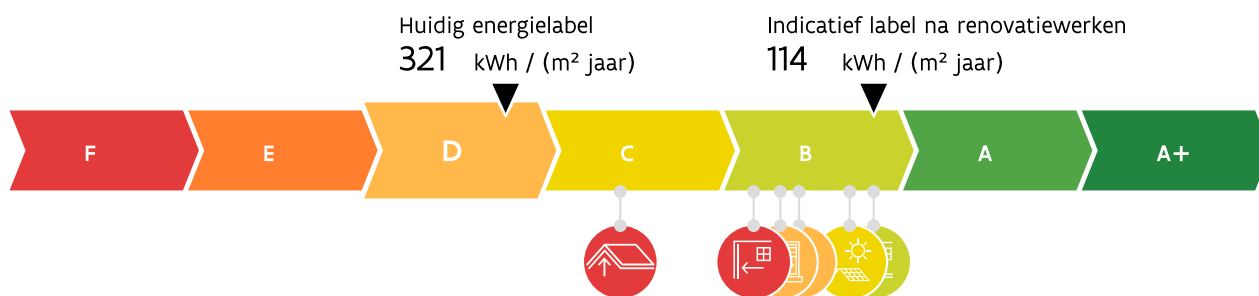 Huidig energielabel
321 kWh / (m² jaar)
Indicatief label na renovatiewerken
114 kWh / (m² jaar)
F
E
D
C
B
A
A+